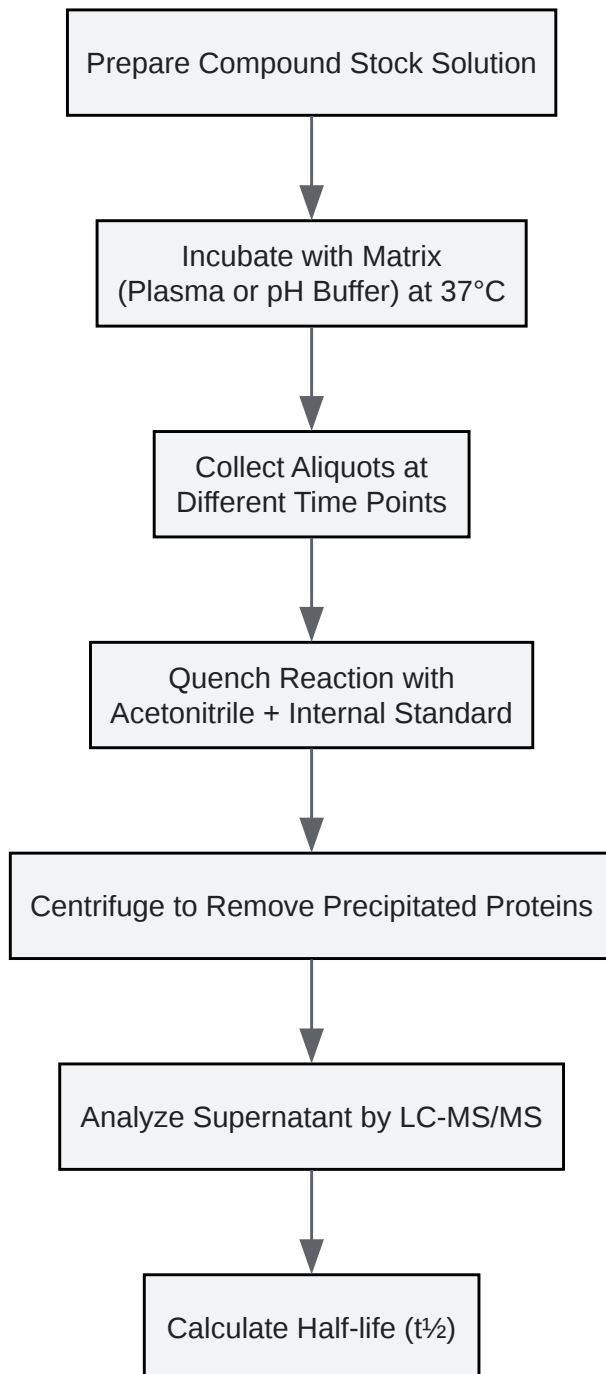 Prepare Compound Stock Solution
Incubate with Matrix
(Plasma or pH Buffer) at 37°C
Collect Aliquots at
Different Time Points
Quench Reaction with
Acetonitrile + Internal Standard
Centrifuge to Remove Precipitated Proteins
Analyze Supernatant by LC-MS/MS
Calculate Half-life (t½)